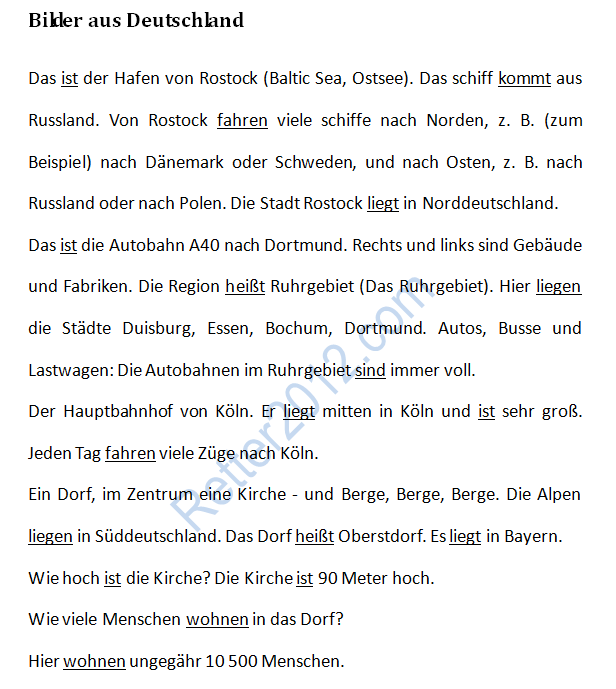 Bilder aus Deutschland
Das ist der Hafen von Rostock (Baltic Sea, Ostsee). Das schiff kommt aus
Russland. Von Rostock fahren viele schiffe nach Norden, z. B. (zum
Beispiel) nach Dänemark oder Schweden, und nach Osten, z. B. nach
Russland oder nach Polen. Die Stadt Rostock liegt in Norddeutschland.
Das ist die Autobahn A40 nach Dortmund. Rechts und links sind Gebäude
und Fabriken. Die Region heißt Ruhrgebiet (Das Ruhrgebiet). Hier liegen
die Städte Duisburg, Essen, Bochum, Dortmund. Autos, Busse und
Lastwagen: Die Autobahnen im Ruhrgebiet sind immer voll.
Der Hauptbahnhof von Köln. Er liegt mitten in Köln und ist sehr groß.
Jeden Tag fahren viele Züge nach Köln.
Ein Dorf, im Zentrum eine Kirche - und Berge, Berge, Berge. Die Alpen
liegen in Süddeutschland. Das Dorf heißt Oberstdorf. Es liegt in Bayern.
Wie hoch ist die Kirche? Die Kirche ist 90 Meter hoch.
Wie viele Menschen wohnen in das Dorf?
Hier wohnen ungegähr 10 500 Menschen.
Retter2012.com